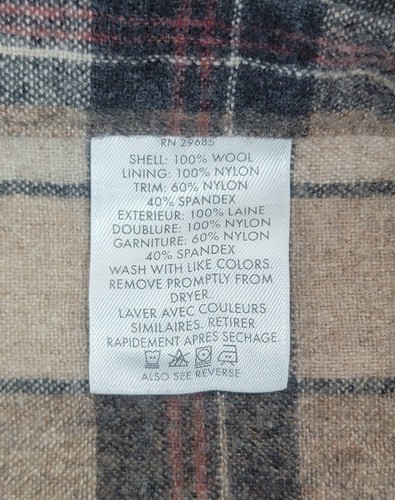 RN 29685
SHELL: 100% WOOL
LINING: 100% NYLON
TRIM: 60% NYLON
40% SPANDEX
EXTERIEUR: 100% LAINE
DOUBLURE: 100% NYLON
GARNITURE: 60% NYLON
40% SPANDEX
WASH WITH LIKE COLORS.
REMOVE PROMPTLY FROM
DRYER.
LAVER AVEC COULEURS
SIMILAIRES. RETIRER
RAPIDEMENT APRES SECHAGE.
ALSO SEE REVERSE